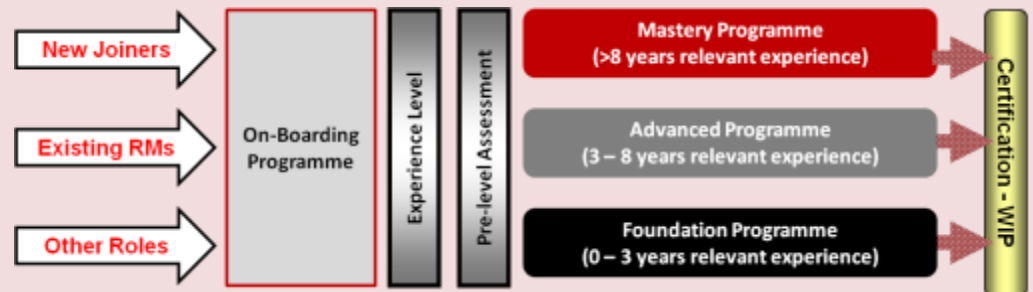 New Joiners
Existing RMs
Other Roles
On-Boarding
Programme
Experience Level
Pre-level Assessment
Mastery Programme
(>8 years relevant experience)
Advanced Programme
(3 – 8 years relevant experience)
Foundation Programme
(0 – 3 years relevant experience)
Certification - WIP